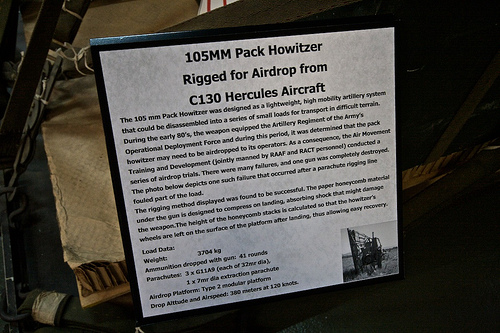 105MM Pack Howitzer
Rigged for Airdrop from
C130 Hercules Aircraft
The 105 mm Pack Howitzer was designed as a lightweight, high mobility artillery system
that could be disassembled into a series of small loads for transport in difficult terrain.
During the early 80's, the weapon equipped the Artillery Regiment of the Army's
Operational Deployment Force and during this period, it was determined that the pack
howitzer may need to be airdropped to its operators. As a consequence, the Air Movement
Training and Development (jointly manned by RAAF and RACT personnel) conducted a
series of airdrop trials. There were many failures, and one gun was completely destroyed.
The photo below depicts one such failure that occurred after a parachute rigging line
fouled part of the load.
The rigging method displayed was found to be successful. The paper honeycomb material
under the gun is designed to compress on landing, absorbing shock that might damage
the weapon.The height of the honeycomb stacks is calculated so that the howitzer's
wheels are left on the surface of the platform after landing, thus allowing easy recovery.
Load Data:
Weight: 3704 kg
Ammunition dropped with gun: 41 rounds
Parachutes: 3 x G11A9 (each of 32mr dia),
1 x 7mr dia extraction parachute
Airdrop Platform: Type 2 modular platform
Drop Altitude and Airspeed: 380 meters at 120 knots.